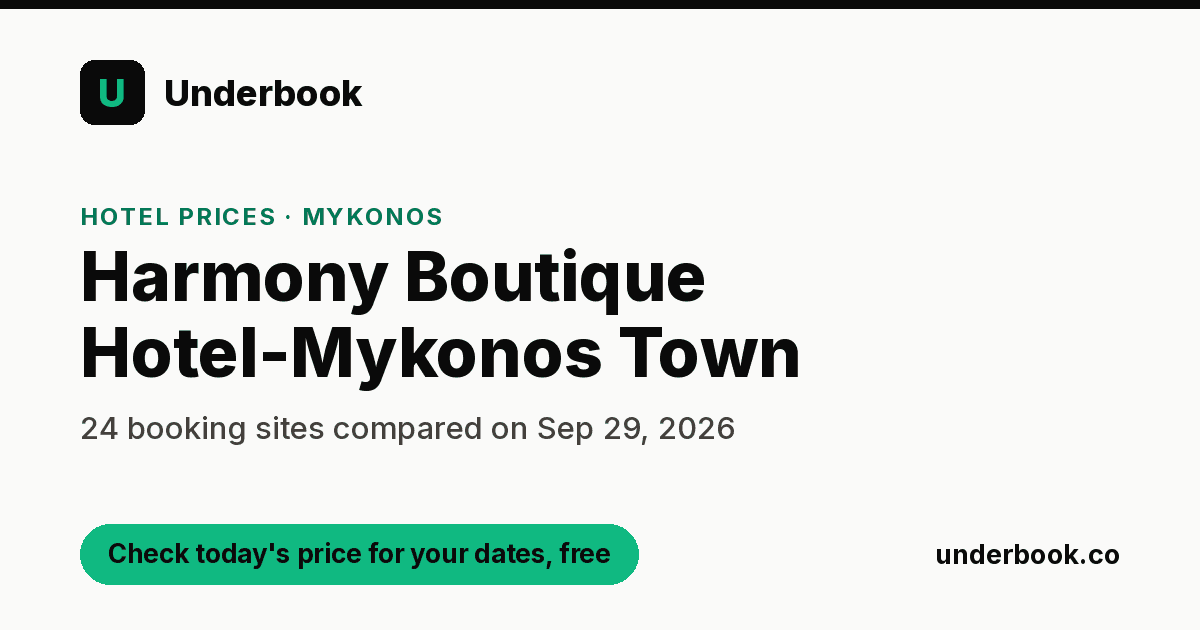 U Underbook
HOTEL PRICES · MYKONOS
Harmony Boutique
Hotel-Mykonos Town
24 booking sites compared on Sep 29, 2026
Check today's price for your dates, free
underbook.co